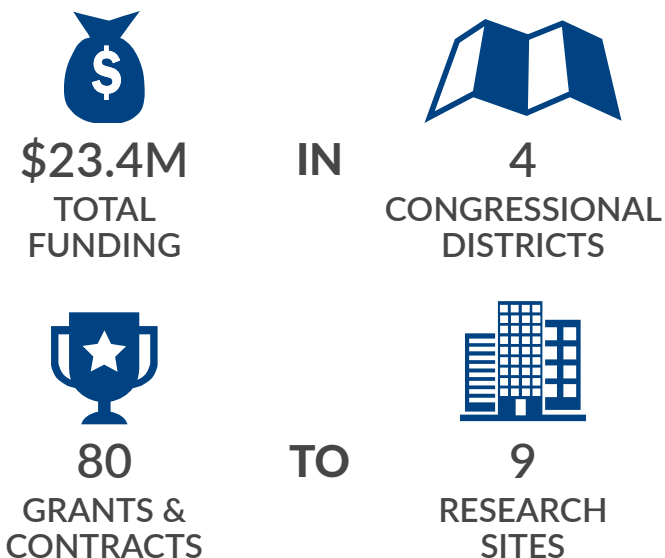 $
$23.4M IN 4
TOTAL FUNDING
CONGRESSIONAL DISTRICTS
80 TO 9
GRANTS &
CONTRACTS
RESEARCH
SITES